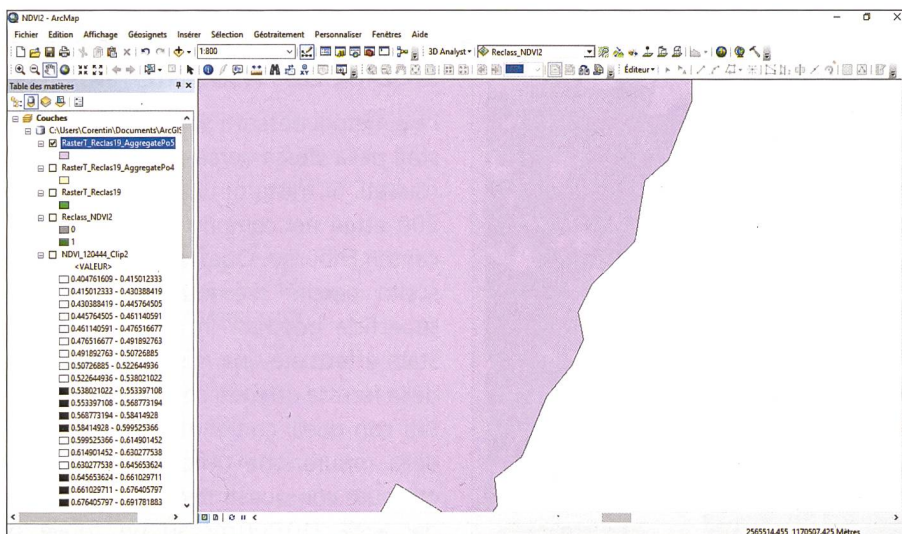 NDVI2 - ArcMap
Fichier Edition Affichage Géosignets Insérer Sélection Géotraitement Personnaliser Fenêtres Aide
1:800
3D Analyst
Reclass_NDVI2
Éditeur
Table des matières
Couches
C:\Users\Corentin\Documents\ArcGIS
RasterT_Reclas19_AggregatePo5
RasterT_Reclas19_AggregatePo4
RasterT_Reclas19
Reclass_NDVI2
0
1
NDVI_120444_Clip2
<VALEUR>
0.404761609 - 0.415012333
0.415012333 - 0.430388419
0.430388419 - 0.445764505
0.445764505 - 0.461140591
0.461140591 - 0.476516677
0.476516677 - 0.491892763
0.491892763 - 0.50726885
0.50726885 - 0.522644936
0.522644936 - 0.538021022
0.538021022 - 0.553397108
0.553397108 - 0.568773194
0.568773194 - 0.58414928
0.58414928 - 0.599525366
0.599525366 - 0.614901452
0.614901452 - 0.630277538
0.630277538 - 0.645653624
0.645653624 - 0.661029711
0.661029711 - 0.676405797
0.676405797 - 0.691781883
2565514.455 1170507.425 Mètres